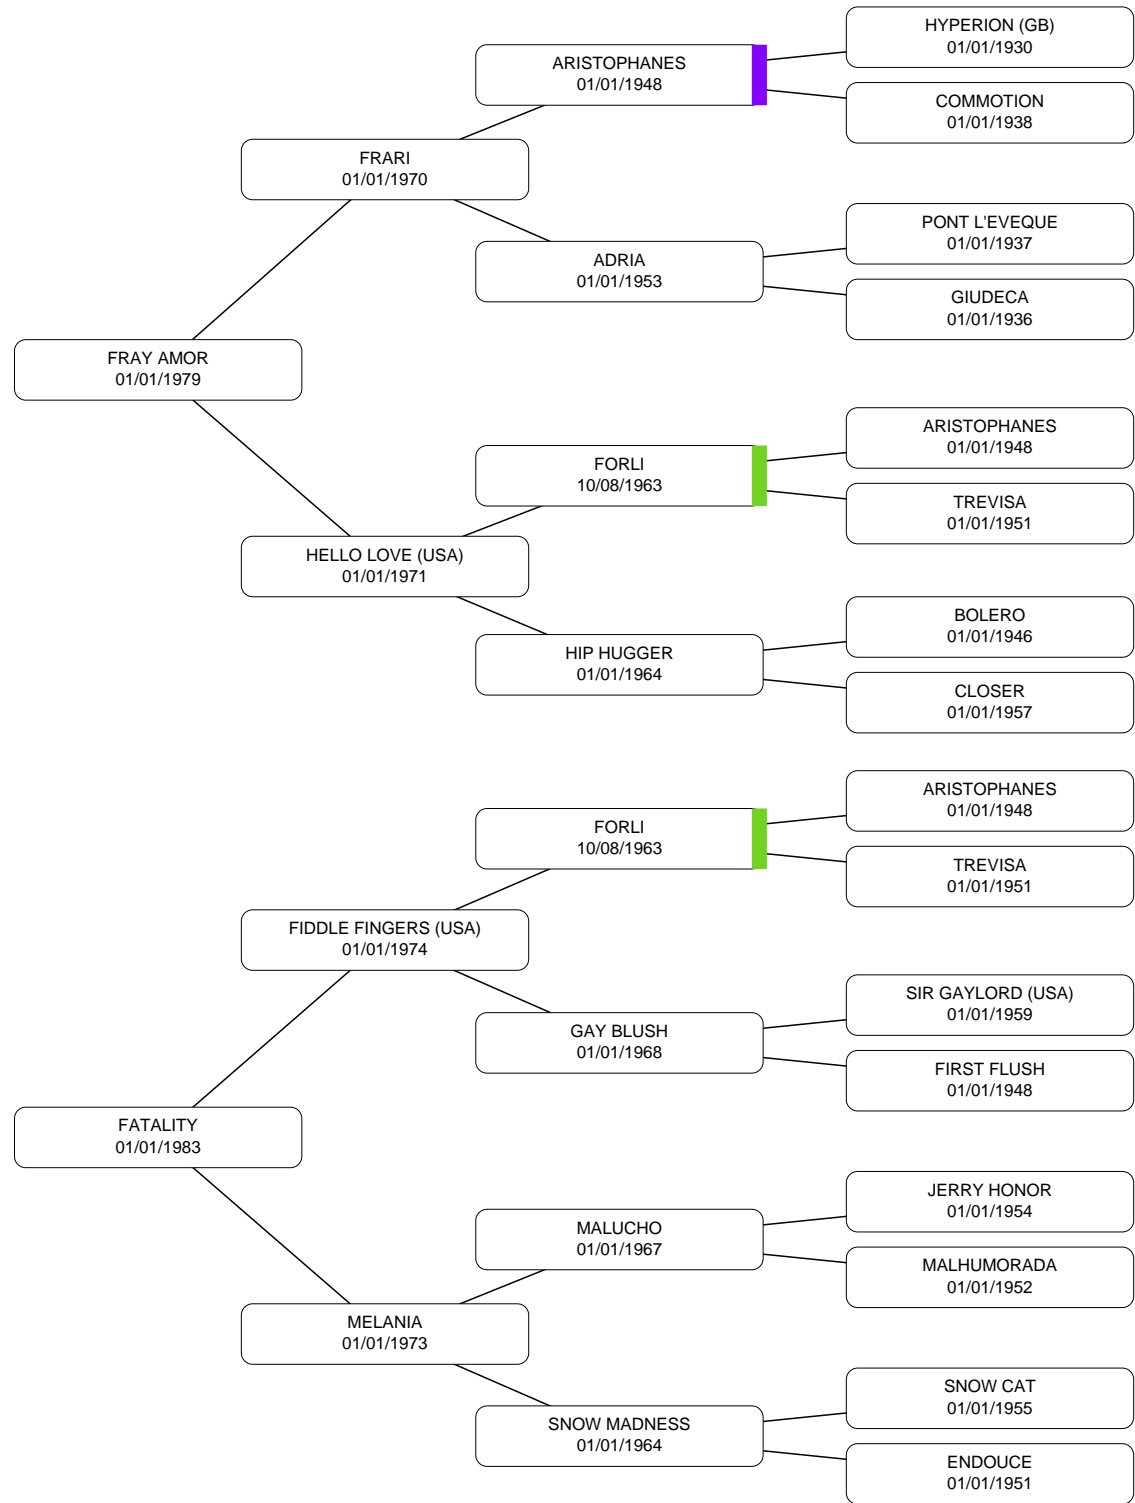 HYPERION (GB)
01/01/1930
ARISTOPHANES
01/01/1948
COMMOTION
01/01/1938
FRARI
01/01/1970
PONT L'EVEQUE
01/01/1937
ADRIA
01/01/1953
GIUDECA
01/01/1936
FRAY AMOR
01/01/1979
ARISTOPHANES
01/01/1948
FORLI
10/08/1963
TREVISA
01/01/1951
HELLO LOVE (USA)
01/01/1971
BOLERO
01/01/1946
HIP HUGGER
01/01/1964
CLOSER
01/01/1957
ARISTOPHANES
01/01/1948
FORLI
10/08/1963
TREVISA
01/01/1951
FIDDLE FINGERS (USA)
01/01/1974
SIR GAYLORD (USA)
01/01/1959
GAY BLUSH
01/01/1968
FIRST FLUSH
01/01/1948
FATALITY
01/01/1983
JERRY HONOR
01/01/1954
MALUCHO
01/01/1967
MALHUMORADA
01/01/1952
MELANIA
01/01/1973
SNOW CAT
01/01/1955
SNOW MADNESS
01/01/1964
ENDOUCE
01/01/1951